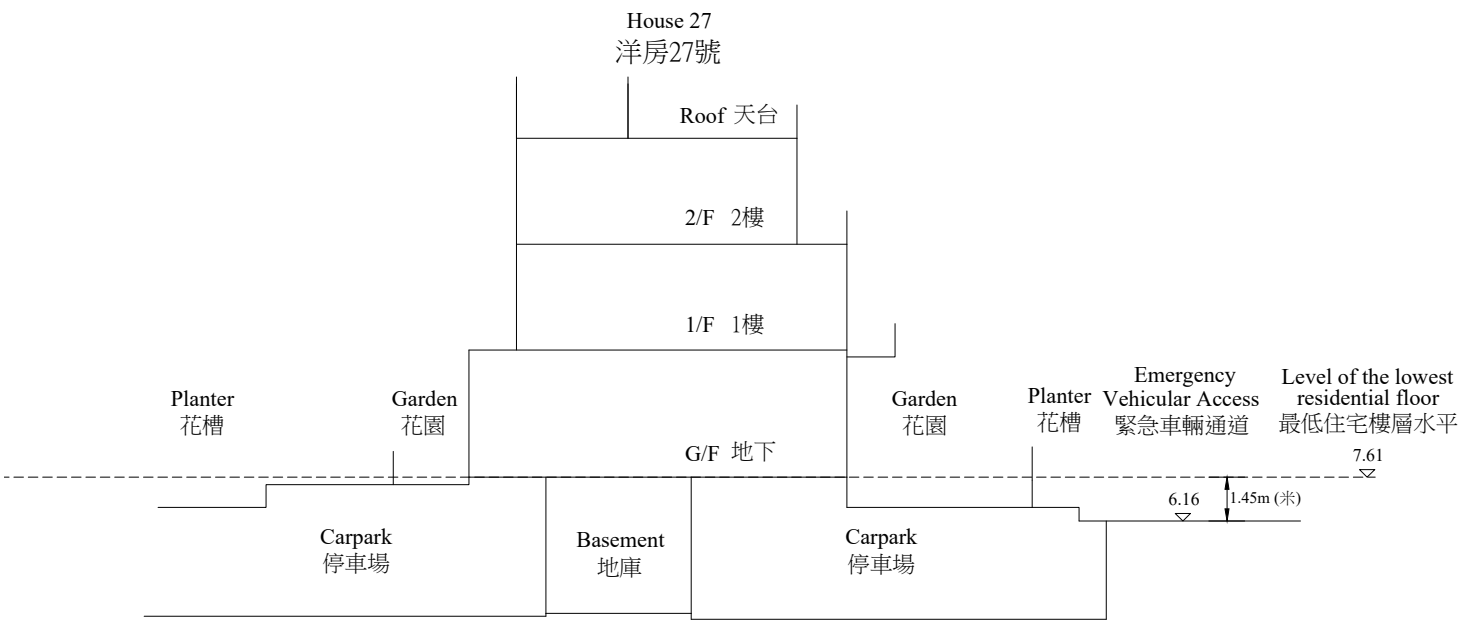 House 27
洋房27號
Roof 天台
2/F 2樓
1/F 1樓
Planter
花槽
Garden
花園
G/F 地下
Garden
花園
Planter
花槽
Emergency
Vehicular Access
緊急車輛通道
Level of the lowest
residential floor
最低住宅樓層水平
7.61
6.16
1.45m (米)
Carpark
停車場
Basement
地庫
Carpark
停車場